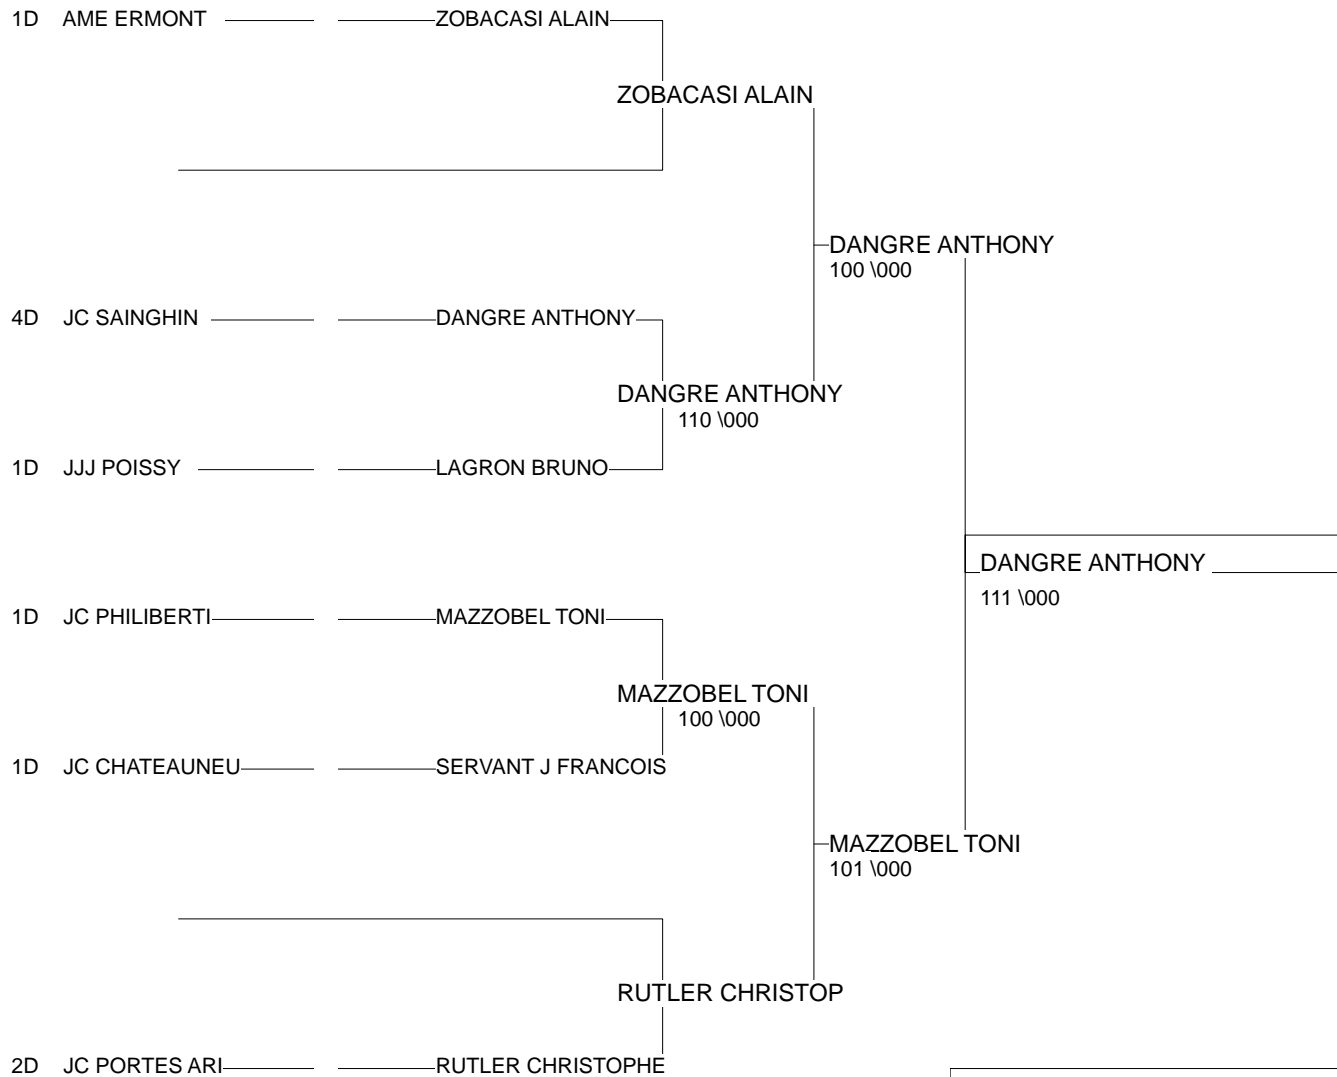 1D AME ERMONT ZOBACASI ALAIN
ZOBACASI ALAIN
DANGRE ANTHONY
100 \000
4D JC SAINGHIN DANGRE ANTHONY
DANGRE ANTHONY
110 \000
1D JJJ POISSY LAGRON BRUNO
DANGRE ANTHONY
111 \000
1D JC PHILIBERTI MAZZOBEL TONI
MAZZOBEL TONI
100 \000
1D JC CHATEAUNEU SERVANT J FRANCOIS
MAZZOBEL TONI
101 \000
RUTLER CHRISTOP
2D JC PORTES ARI RUTLER CHRISTOPHE